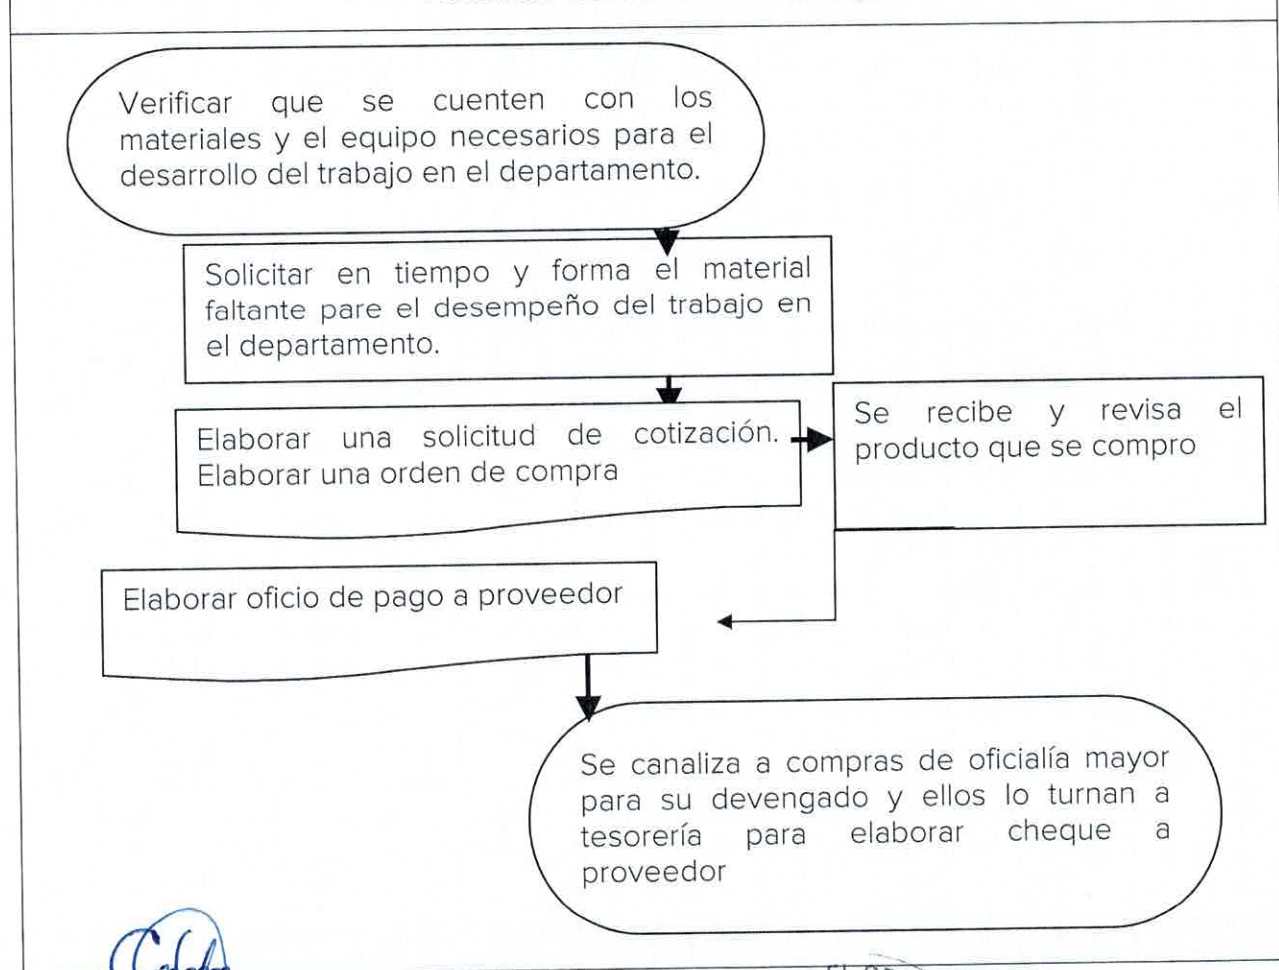 Verificar que se cuenten con los
materiales y el equipo necesarios para el
desarrollo del trabajo en el departamento.
Solicitar en tiempo y forma el material
faltante pare el desempeño del trabajo en
el departamento.
Elaborar una solicitud de cotización.
Elaborar una orden de compra
Se recibe y revisa el
producto que se compro
Elaborar oficio de pago a proveedor
Se canaliza a compras de oficialía mayor
para su devengado y ellos lo turnan a
tesorería para elaborar cheque a
proveedor